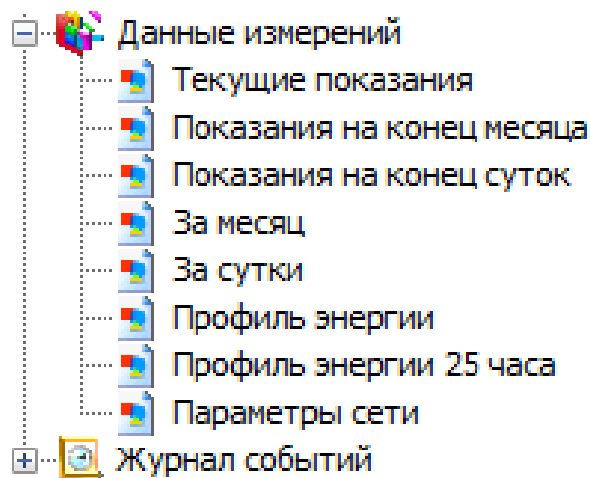 Данные измерений
Текущие показания
Показания на конец месяца
Показания на конец суток
За месяц
За сутки
Профиль энергии
Профиль энергии 25 часа
Параметры сети
Журнал событий